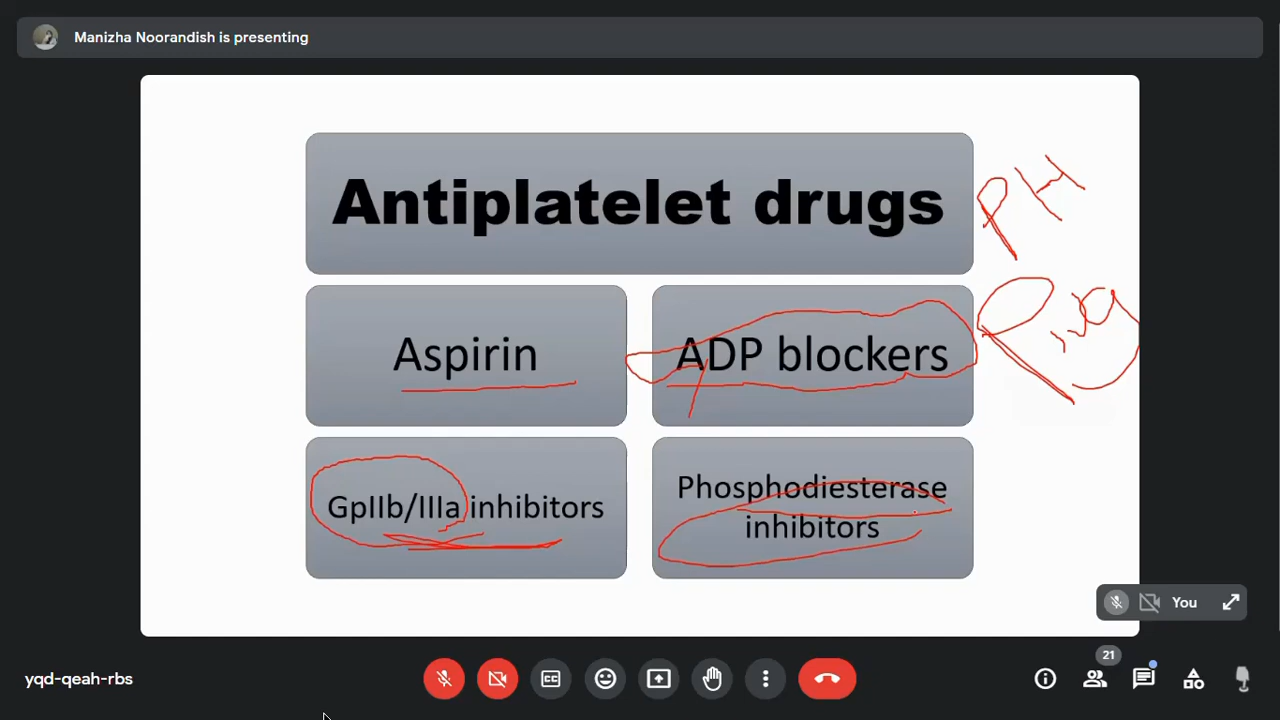 Manizha Noorandish is presenting
Antiplatelet drugs
PH
Aspirin
ADP blockers
GpIIb/IIIa inhibitors
Phosphodiesterase
inhibitors
You
21
yqd-qeah-rbs